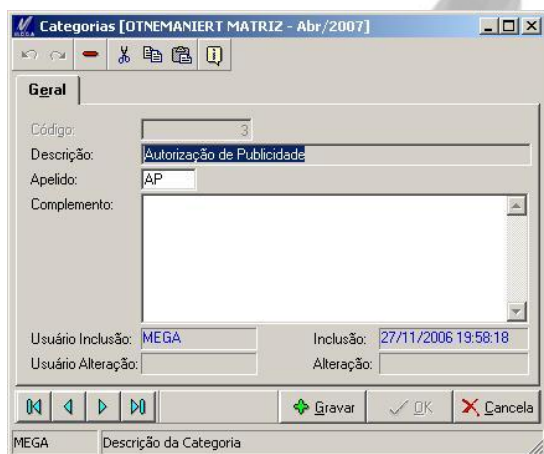 Categorias [OTNEMANIERT MATRIZ - Abr/2007]
Geral
Código: 3
Descrição: Autorização de Publicidade
Apelido: AP
Complemento:
Usuário Inclusão: MEGA Inclusão: 27/11/2006 19:58:18
Usuário Alteração: Alteração:
Gravar OK Cancela
MEGA Descrição da Categoria